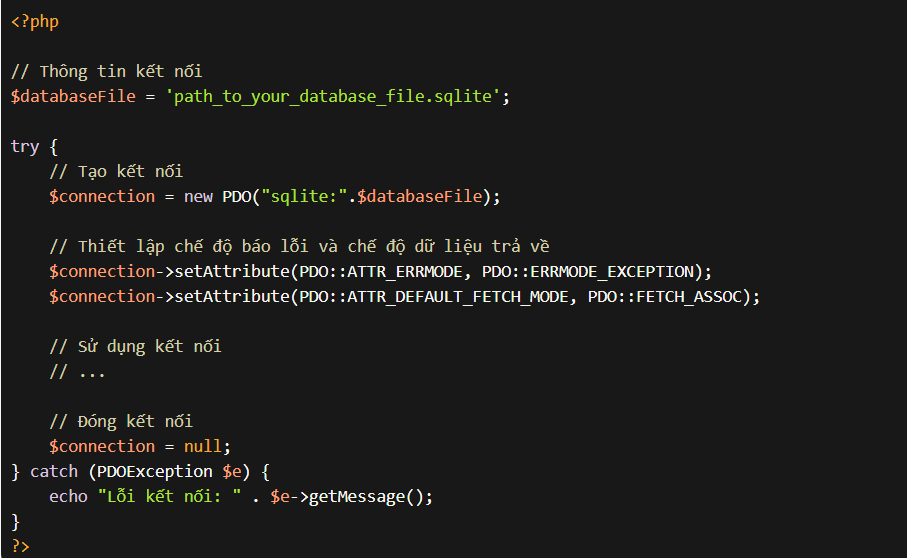 <?php
// Thông tin kết nối
$databaseFile = 'path_to_your_database_file.sqlite';
try {
// Tạo kết nối
$connection = new PDO("sqlite:".$databaseFile);
// Thiết lập chế độ báo lỗi và chế độ dữ liệu trả về
$connection->setAttribute(PDO::ATTR_ERRMODE, PDO::ERRMODE_EXCEPTION);
$connection->setAttribute(PDO::ATTR_DEFAULT_FETCH_MODE, PDO::FETCH_ASSOC);
// Sử dụng kết nối
// ...
// Đóng kết nối
$connection = null;
} catch (PDOException $e) {
echo "Lỗi kết nối: " . $e->getMessage();
}
?>